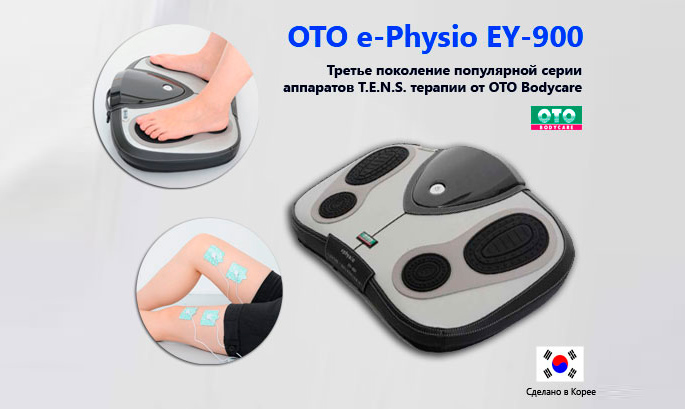 OTO e-Physio EY-900
Третье поколение популярной серии
аппаратов T.E.N.S. терапии от OTO Bodycare
OTO
BODYCARE
Сделано в Корее